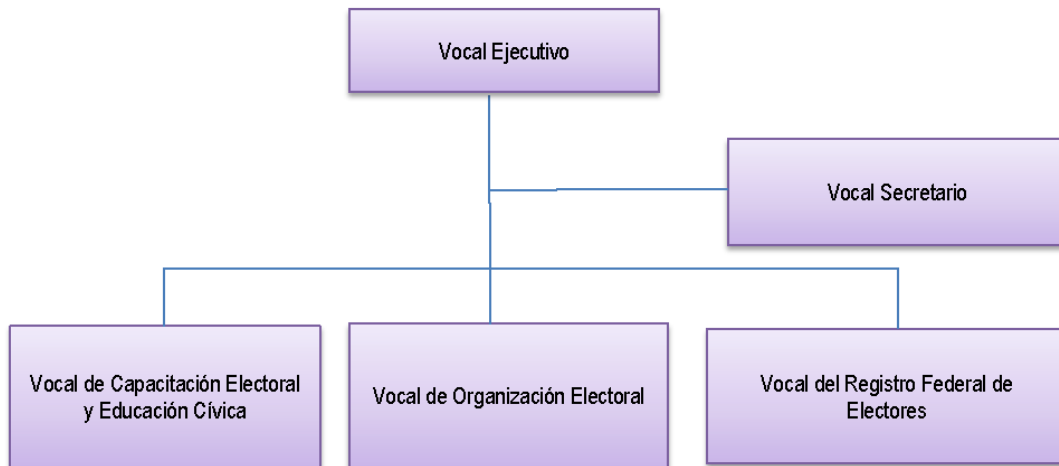 Vocal Ejecutivo
Vocal Secretario
Vocal de Capacitación Electoral
y Educación Cívica
Vocal de Organización Electoral
Vocal del Registro Federal de
Electores